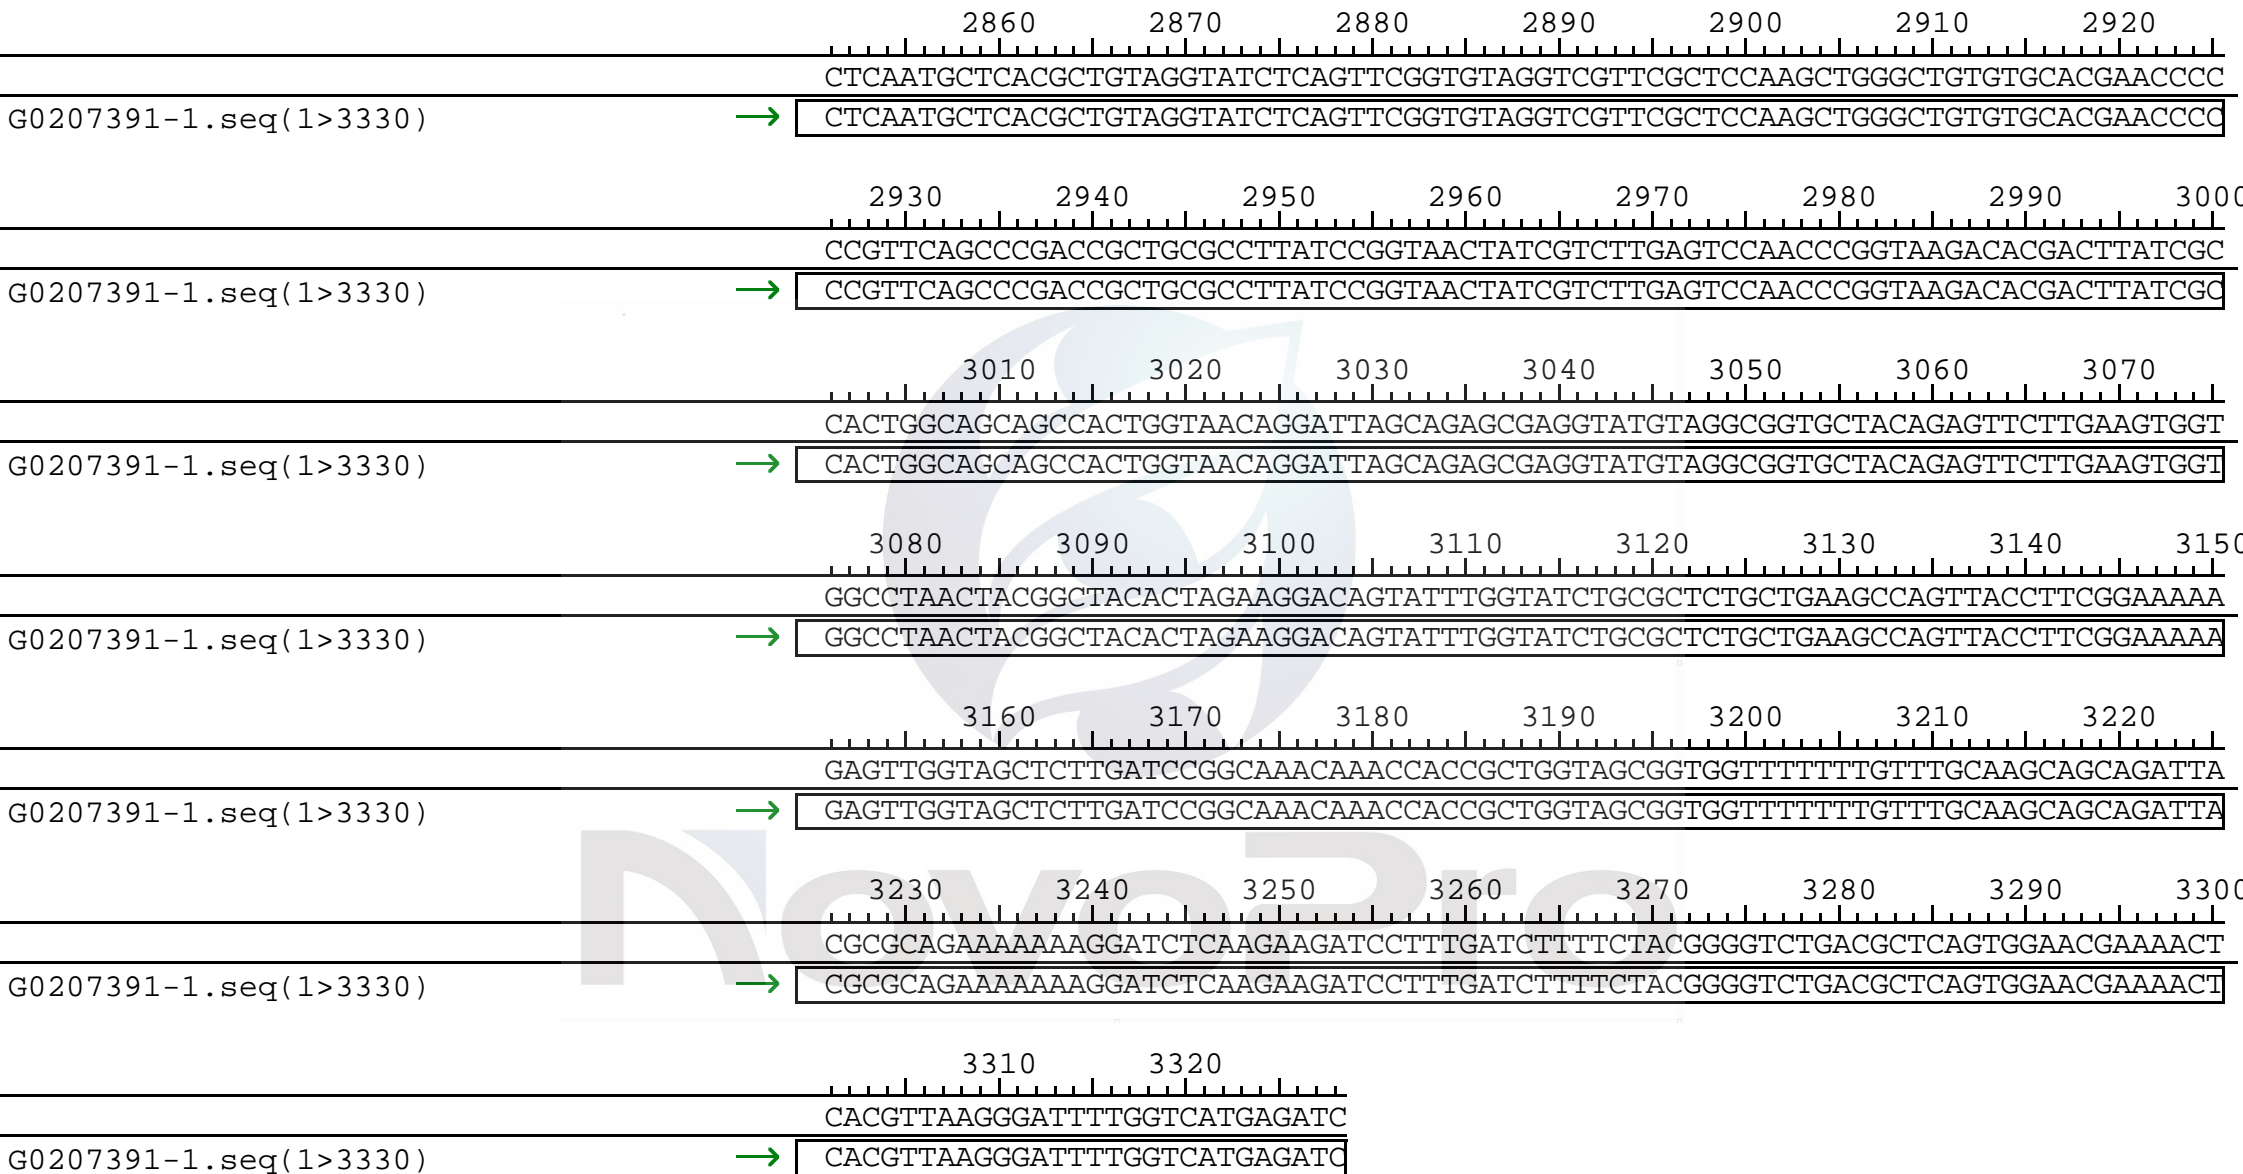 2860 2870 2880 2890 2900 2910 2920
CTCAATGCTCACGCTGTAGGTATCTCAGTTCGGTGTAGGTCGTTCGCTCCAAGCTGGGCTGTGTGCACGAACCCC
G0207391-1.seq(1>3330) → CTCAATGCTCACGCTGTAGGTATCTCAGTTCGGTGTAGGTCGTTCGCTCCAAGCTGGGCTGTGTGCACGAACCCC
2930 2940 2950 2960 2970 2980 2990 3000
CCGTTCAGCCCGACCGCTGCGCCTTATCCGGTAACTATCGTCTTGAGTCCAACCCGGTAAGACACGACTTATCGC
G0207391-1.seq(1>3330) → CCGTTCAGCCCGACCGCTGCGCCTTATCCGGTAACTATCGTCTTGAGTCCAACCCGGTAAGACACGACTTATCGC
3010 3020 3030 3040 3050 3060 3070
CACTGGCAGCAGCCACTGGTAACAGGATTAGCAGAGCGAGGTATGTAGGCGGTGCTACAGAGTTCTTGAAGTGGT
G0207391-1.seq(1>3330) → CACTGGCAGCAGCCACTGGTAACAGGATTAGCAGAGCGAGGTATGTAGGCGGTGCTACAGAGTTCTTGAAGTGGT
3080 3090 3100 3110 3120 3130 3140 3150
GGCCTAACTACGGCTACACTAGAAGGACAGTATTTGGTATCTGCGCTCTGCTGAAGCCAGTTACCTTCGGAAAAA
G0207391-1.seq(1>3330) → GGCCTAACTACGGCTACACTAGAAGGACAGTATTTGGTATCTGCGCTCTGCTGAAGCCAGTTACCTTCGGAAAAA
3160 3170 3180 3190 3200 3210 3220
GAGTTGGTAGCTCTTGATCCGGCAAACAAACCACCGCTGGTAGCGGTGGTTTTTTTGTTTGCAAGCAGCAGATTA
G0207391-1.seq(1>3330) → GAGTTGGTAGCTCTTGATCCGGCAAACAAACCACCGCTGGTAGCGGTGGTTTTTTTGTTTGCAAGCAGCAGATTA
NovoPro
3230 3240 3250 3260 3270 3280 3290 3300
CGCGCAGAAAAAAAGGATCTCAAGAAGATCCTTTGATCTTTTCTACGGGGTCTGACGCTCAGTGGAACGAAAACT
G0207391-1.seq(1>3330) → CGCGCAGAAAAAAAGGATCTCAAGAAGATCCTTTGATCTTTTCTACGGGGTCTGACGCTCAGTGGAACGAAAACT
3310 3320
CACGTTAAGGGATTTTGGTCATGAGATC
G0207391-1.seq(1>3330) → CACGTTAAGGGATTTTGGTCATGAGATC